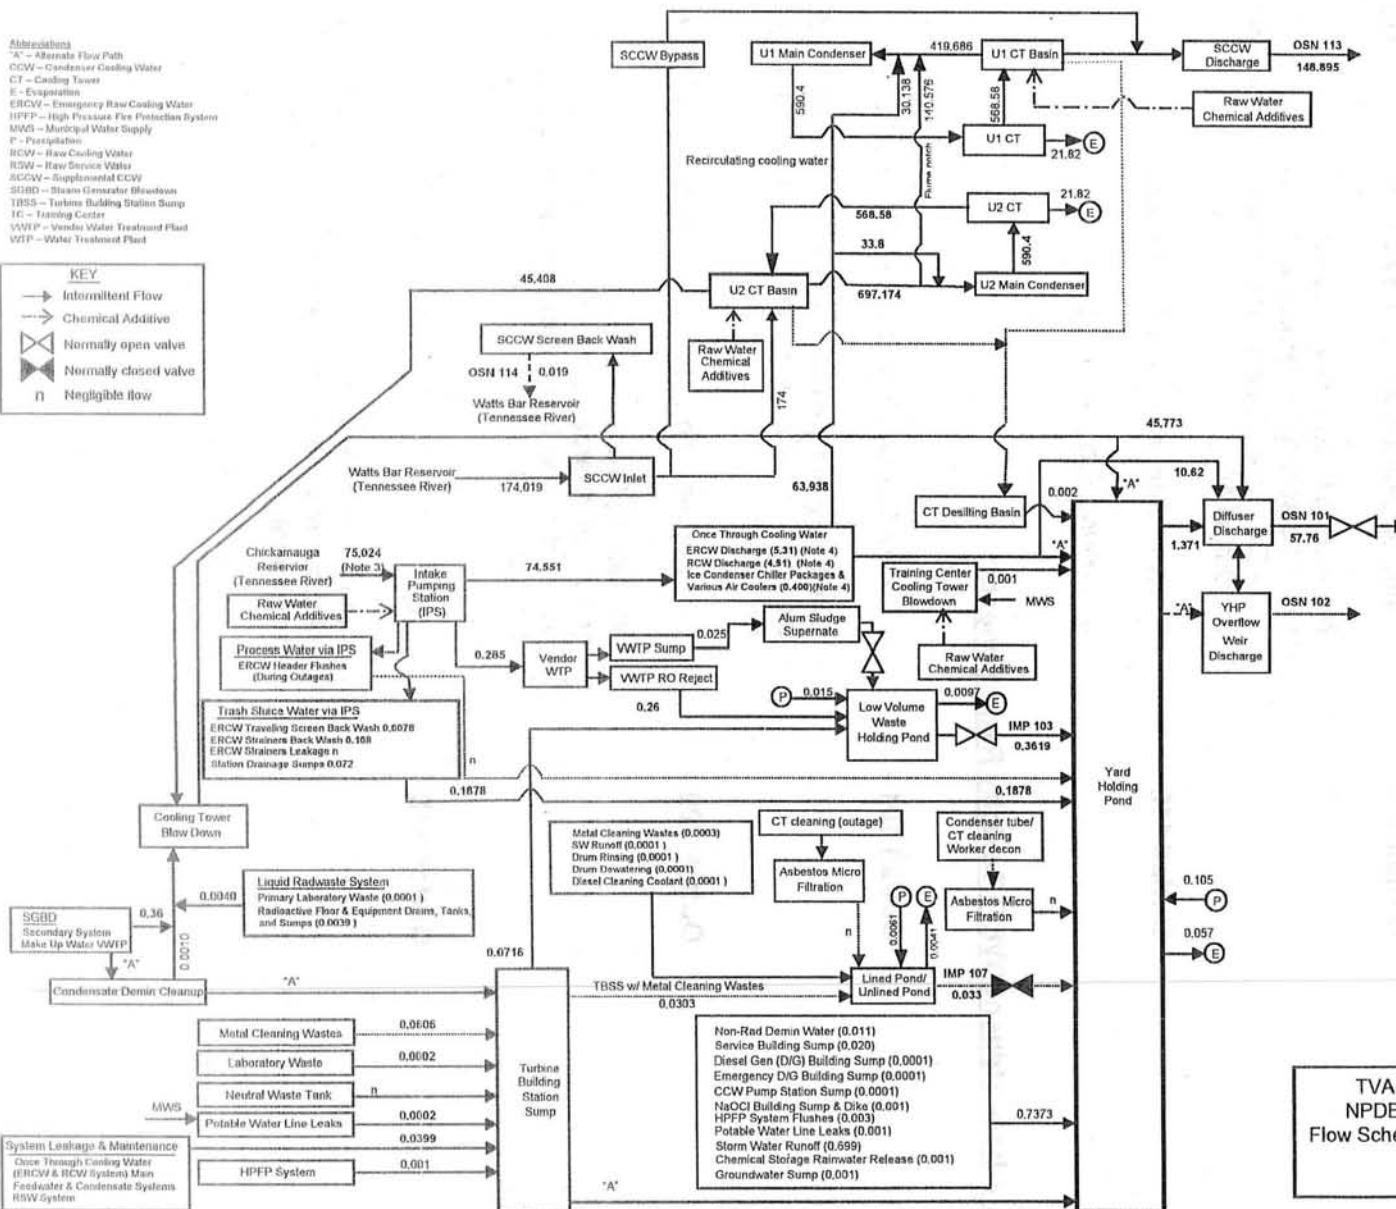 Abbreviations
"A" – Alternate Flow Path
CCW – Condenser Cooling Water
CT – Cooling Tower
E - Evaporation
ERCW – Emergency Raw Cooling Water
HPFP – High Pressure Fire Protection System
MWS – Municipal Water Supply
P - Precipitation
RCW – Raw Cooling Water
RSW – Raw Service Water
SCCW – Supplemental CCW
SGBD – Steam Generator Blowdown
TBSS – Turbine Building Station Sump
TC – Training Center
VWTP – Vendor Water Treatment Plant
WTP – Water Treatment Plant
KEY
Intermittent Flow
Chemical Additive
Normally open valve
Normally closed valve
n Negligible flow
SCCW Bypass
U1 Main Condenser
419,686
U1 CT Basin
SCCW
Discharge
OSN 113
148.895
590.4
30.138
140.576
568.58
Raw Water
Chemical Additives
U1 CT
21.82
E
Recirculating cooling water
Flume notch
U2 CT
21.82
E
568.58
590.4
33.8
45,408
U2 CT Basin
697.174
U2 Main Condenser
Raw Water
Chemical
Additives
SCCW Screen Back Wash
OSN 114
0.019
Watts Bar Reservoir
(Tennessee River)
174
Watts Bar Reservoir
(Tennessee River)
174,019
SCCW Inlet
63,938
45,773
10.62
"A"
CT Desilting Basin
0.002
Diffuser
Discharge
OSN 101
57.76
1,371
Chickamauga
Reservior
(Tennessee River)
75,024
(Note 3)
Intake
Pumping
Station
(IPS)
74,551
Once Through Cooling Water
ERCW Discharge (5,31) (Note 4)
RCW Discharge (4,91) (Note 4)
Ice Condenser Chiller Packages &
Various Air Coolers (0.400)(Note 4)
"A"
Training Center
Cooling Tower
Blowdown
0,001
MWS
Raw Water
Chemical Additives
"A"
YHP
Overflow
Weir
Discharge
OSN 102
Raw Water
Chemical Additives
Process Water via IPS
ERCW Header Flushes
(During Outages)
0.285
Vendor
WTP
VWTP Sump
0.025
Alum Sludge
Supernate
VWTP RO Reject
0.26
P
0,015
Low Volume
Waste
Holding Pond
0,0097
E
IMP 103
0,3619
Trash Sluice Water via IPS
ERCW Traveling Screen Back Wash 0,0078
ERCW Strainers Back Wash 0.108
ERCW Strainers Leakage n
Station Drainage Sumps 0.072
n
0.1878
0.1878
Yard
Holding
Pond
Cooling Tower
Blow Down
Metal Cleaning Wastes (0,0003)
SW Runoff (0,0001 )
Drum Rinsing (0,0001 )
Drum Dewatering (0,0001)
Diesel Cleaning Coolant (0,0001 )
CT cleaning (outage)
Asbestos Micro
Filtration
Condenser tube/
CT cleaning
Worker decon
Asbestos Micro
Filtration
n
0.105
P
0,057
E
n
P
0,0061
E
0,0041
0.0040
Liquid Radwaste System
Primary Laboratory Waste (0,0001 )
Radioactive Floor & Equipment Drains, Tanks,
and Sumps (0.0039 )
SGBD
Secondary System
Make Up Water VWTP
0,36
0.0010
"A"
Condensate Demin Cleanup
"A"
0.0716
TBSS w/ Metal Cleaning Wastes
0,0303
Lined Pond/
Unlined Pond
IMP 107
0.033
Metal Cleaning Wastes
0,0606
Laboratory Waste
0,0002
Neutral Waste Tank
n
MWS
Potable Water Line Leaks
0,0002
System Leakage & Maintenance
Once Through Cooling Water
(ERCW & RCW System) Main
Feedwater & Condensate Systems
RSW System
0.0399
HPFP System
0,001
Turbine
Building
Station
Sump
Non-Rad Demin Water (0.011)
Service Building Sump (0,020)
Diesel Gen (D/G) Building Sump (0,0001)
Emergency D/G Building Sump (0,0001)
CCW Pump Station Sump (0.0001)
NaOCl Building Sump & Dike (0,001)
HPFP System Flushes (0.003)
Potable Water Line Leaks (0.001)
Storm Water Runoff (0.699)
Chemical Storage Rainwater Release (0,001)
Groundwater Sump (0,001)
0.7373
"A"
TVA
NPDE
Flow Sche